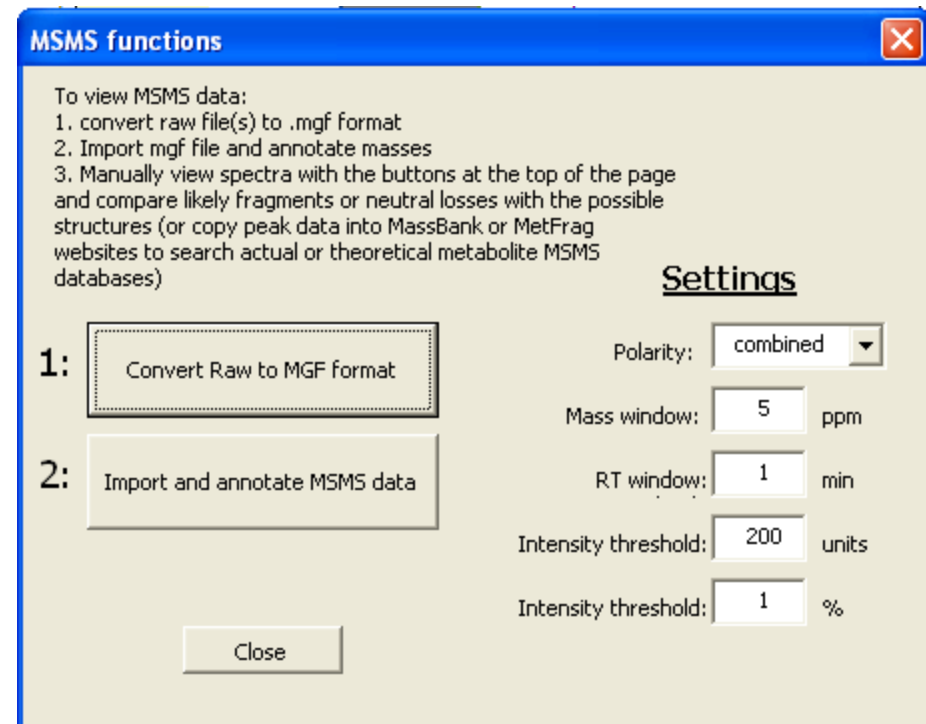 MSMS functions
To view MSMS data:
1. convert raw file(s) to .mgf format
2. Import mgf file and annotate masses
3. Manually view spectra with the buttons at the top of the page
and compare likely fragments or neutral losses with the possible
structures (or copy peak data into MassBank or MetFrag
websites to search actual or theoretical metabolite MSMS
databases)
Settings
1: Convert Raw to MGF format
Polarity: combined
Mass window: 5 ppm
2: Import and annotate MSMS data
RT window: 1 min
Intensity threshold: 200 units
Intensity threshold: 1 %
Close